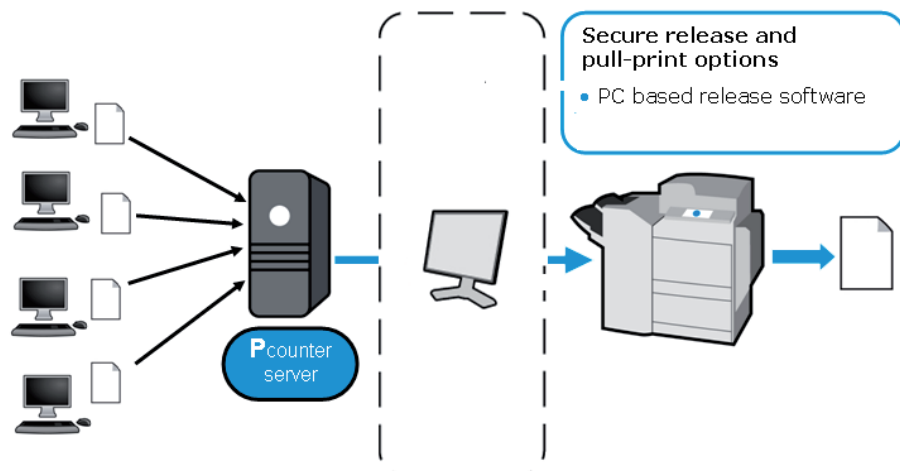 Secure release and
pull-print options
• PC based release software
Pcounter
server